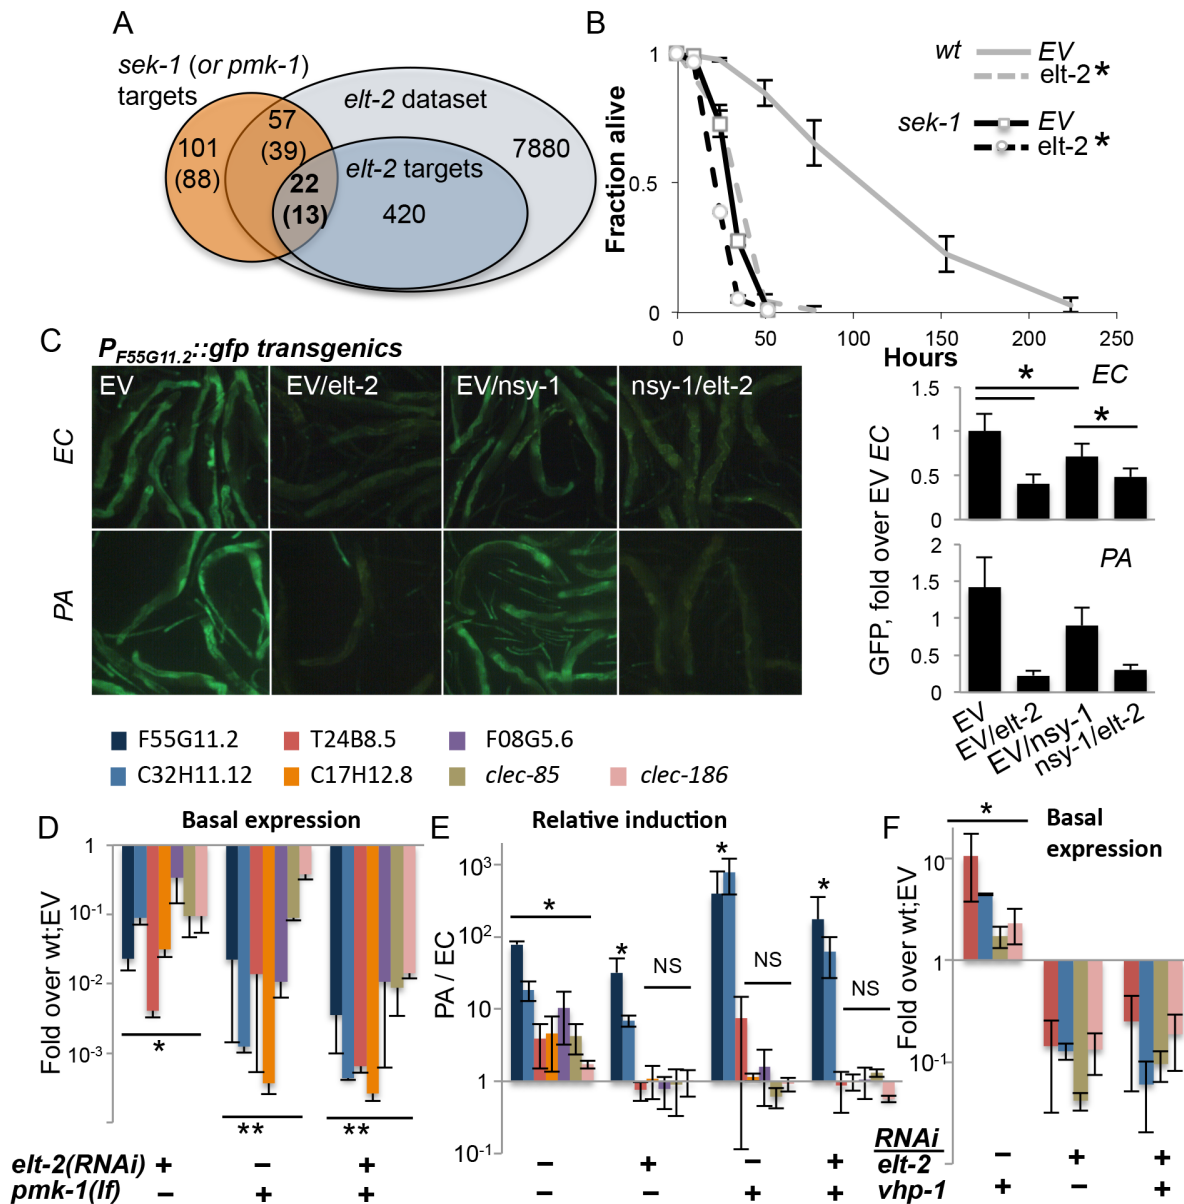 A
sek-1 (or pmk-1)
targets
elt-2 dataset
57
(39)
101
(88)
7880
22
(13)
elt-2 targets
420
B
Fraction alive
1
0.5
0
0
50
100
150
200
250
Hours
wt
EV
elt-2*
sek-1
EV
elt-2*
C
PF55G11.2::gfp transgenics
EV
EV/elt-2
EV/nsy-1
nsy-1/elt-2
EC
PA
GFP, fold over EV EC
1.5
1
0.5
0
*
*
EC
2
1.5
1
0.5
0
PA
EV
EV/elt-2
EV/nsy-1
nsy-1/elt-2
F55G11.2
T24B8.5
F08G5.6
C32H11.12
C17H12.8
clec-85
clec-186
D
Basal expression
Fold over wt;EV
1
10-1
10-2
10-3
*
**
**
elt-2(RNAi) + – +
pmk-1(lf) – + +
E
Relative induction
PA / EC
103
102
10
1
10-1
*
*
NS
*
NS
*
NS
– + – +
– – + +
F
Basal
expression
Fold over wt;EV
10
1
10-1
*
RNAi
elt-2 – + +
vhp-1 + – +